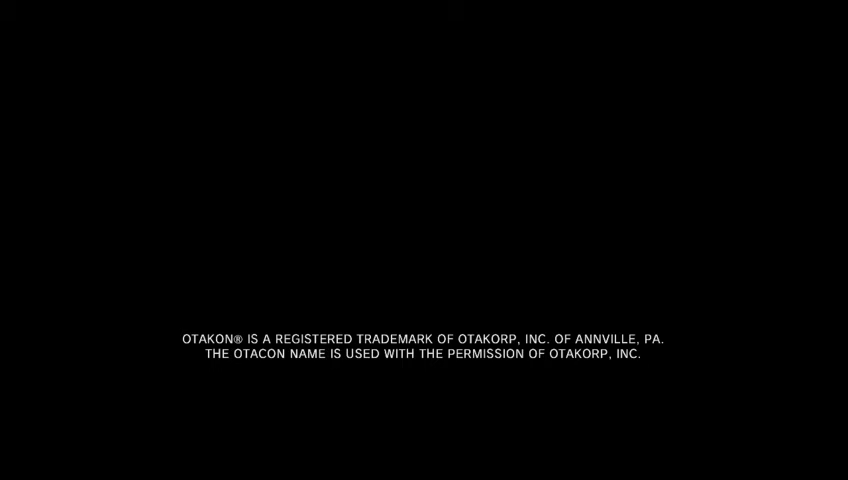 OTAKON® IS A REGISTERED TRADEMARK OF OTAKORP, INC. OF ANNVILLE, PA.
THE OTACON NAME IS USED WITH THE PERMISSION OF OTAKORP, INC.